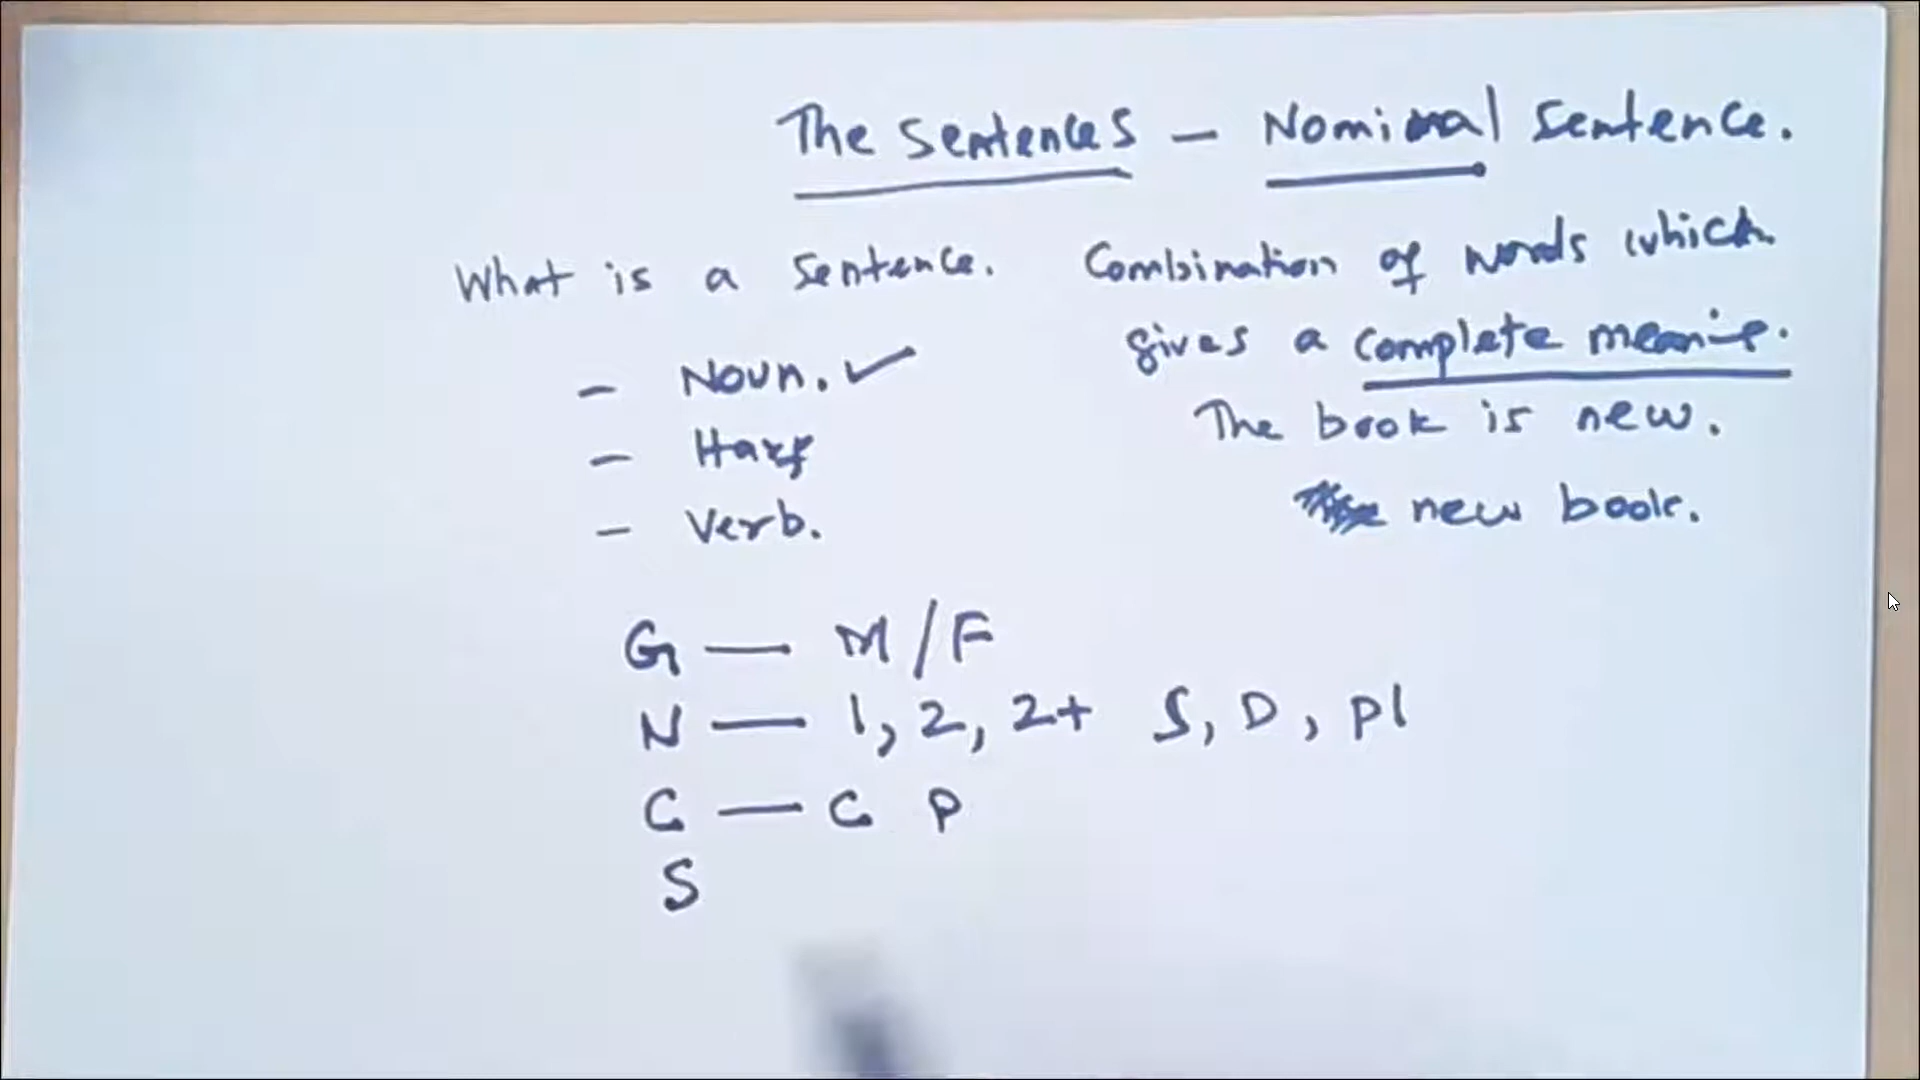 The Sentences - Nominal Sentence.
What is a sentence. Combination of words which
gives a complete meaning.
- Noun. ✓
The book is new.
- Harf
new book.
- Verb.
G — M/F
N — 1, 2, 2+ S, D, pl
C — C P
S